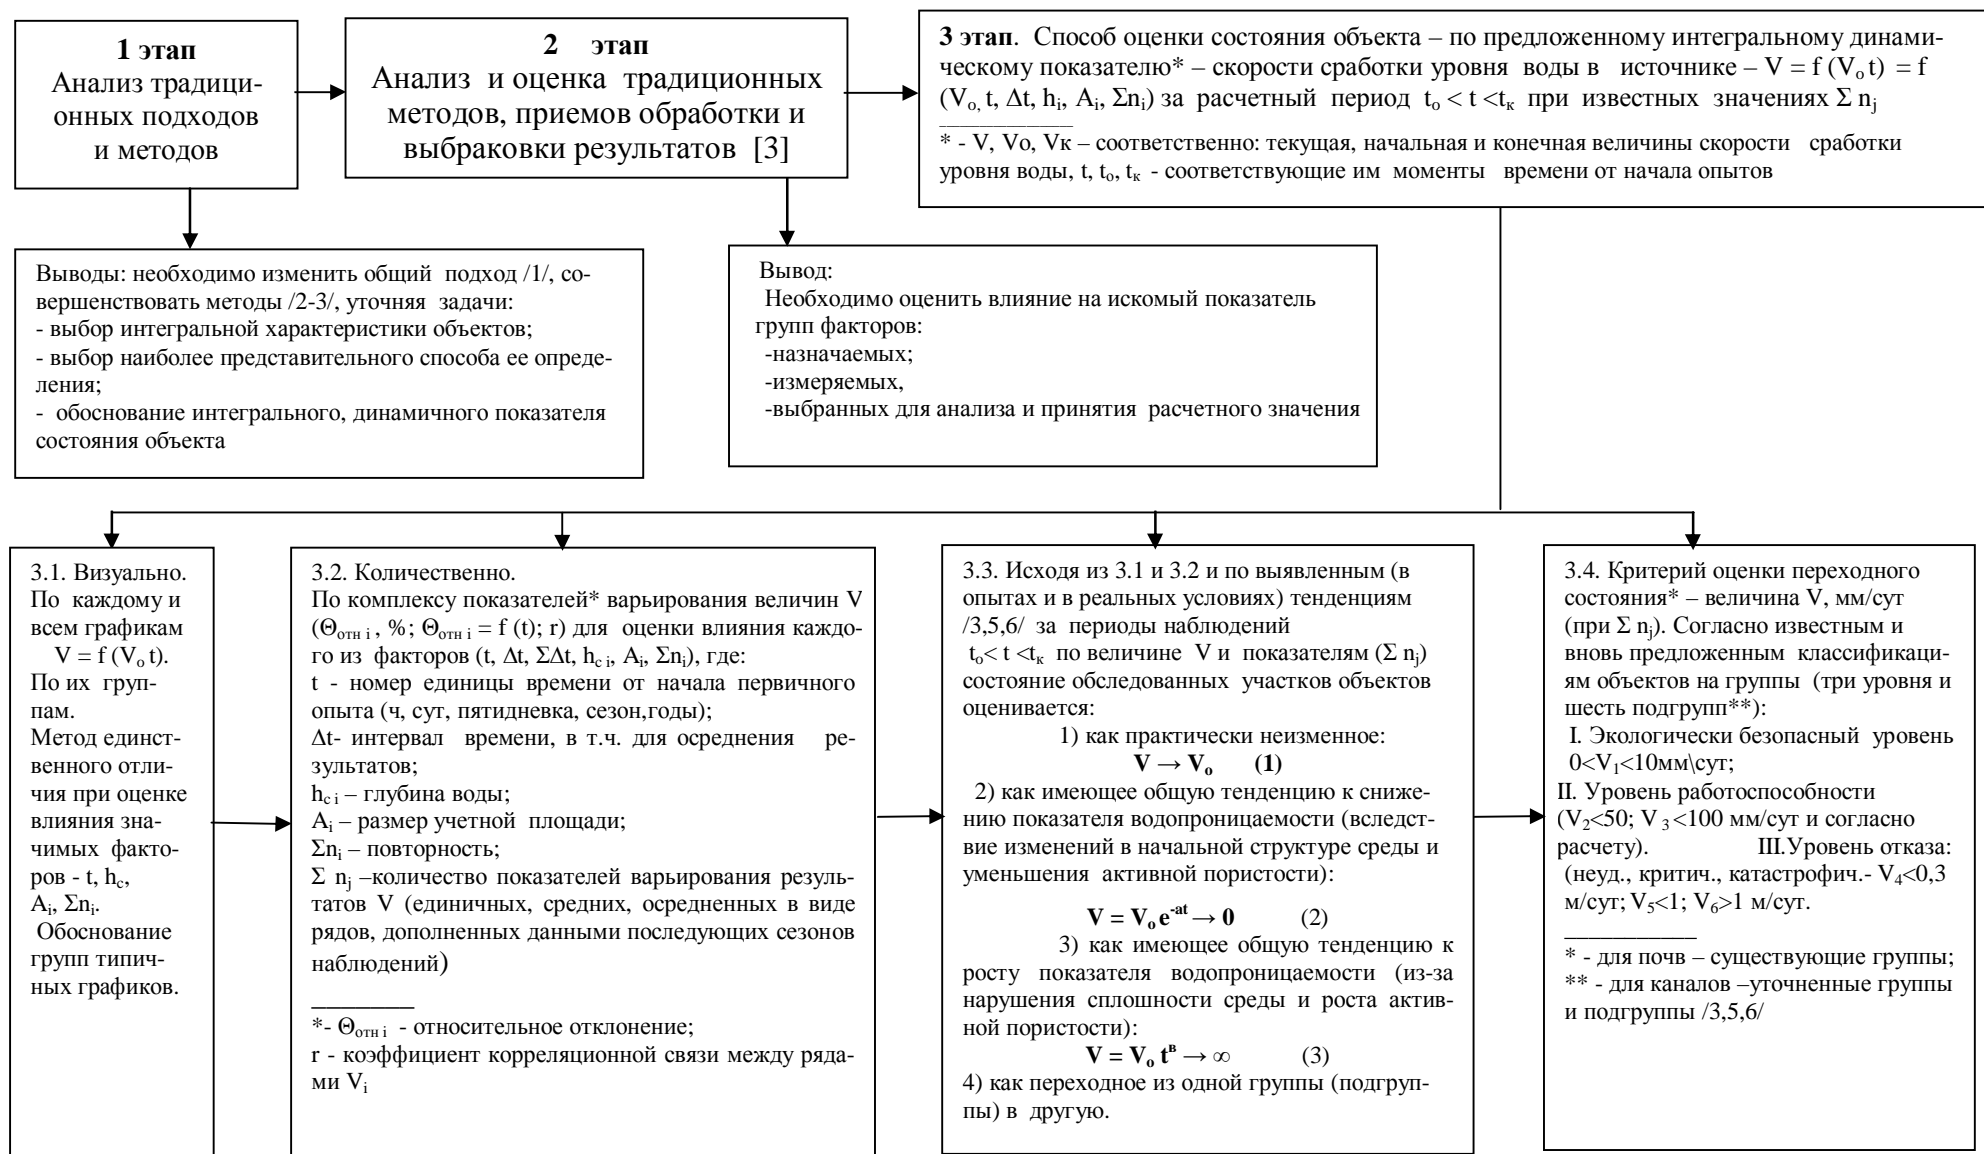 1 этап
Анализ традици-
онных подходов
и методов
2 этап
Анализ и оценка традиционных
методов, приемов обработки и
выбраковки результатов [3]
3 этап. Способ оценки состояния объекта – по предложенному интегральному динами-
ческому показателю* – скорости сработки уровня воды в источнике – V = f (Vₒ t) = f
(Vₒ, t, Δt, hᵢ, Aᵢ, Σnᵢ) за расчетный период tₒ < t <tₖ при известных значениях Σ nⱼ
* - V, Vо, Vк – соответственно: текущая, начальная и конечная величины скорости сработки
уровня воды, t, tₒ, tₖ - соответствующие им моменты времени от начала опытов
Выводы: необходимо изменить общий подход /1/, со-
вершенствовать методы /2-3/, уточняя задачи:
- выбор интегральной характеристики объектов;
- выбор наиболее представительного способа ее опреде-
ления;
- обоснование интегрального, динамичного показателя
состояния объекта
Вывод:
Необходимо оценить влияние на искомый показатель
групп факторов:
-назначаемых;
-измеряемых,
-выбранных для анализа и принятия расчетного значения
3.1. Визуально.
По каждому и
всем графикам
V = f (Vₒ t).
По их груп-
пам.
Метод единст-
венного отли-
чия при оценке
влияния зна-
чимых факто-
ров - t, h_c,
Aᵢ, Σnᵢ.
Обоснование
групп типич-
ных графиков.
3.2. Количественно.
По комплексу показателей* варьирования величин V
(Θотн i , %; Θотн i = f (t); r) для оценки влияния каждо-
го из факторов (t, Δt, ΣΔt, h_c i, Aᵢ, Σnᵢ), где:
t - номер единицы времени от начала первичного
опыта (ч, сут, пятидневка, сезон,годы);
Δt- интервал времени, в т.ч. для осреднения ре-
зультатов;
h_c i – глубина воды;
Aᵢ – размер учетной площади;
Σnᵢ – повторность;
Σ nⱼ –количество показателей варьирования резуль-
татов V (единичных, средних, осредненных в виде
рядов, дополненных данными последующих сезонов
наблюдений)
*- Θотн i - относительное отклонение;
r - коэффициент корреляционной связи между ряда-
ми Vᵢ
3.3. Исходя из 3.1 и 3.2 и по выявленным (в
опытах и в реальных условиях) тенденциям
/3,5,6/ за периоды наблюдений
tₒ< t <tₖ по величине V и показателям (Σ nⱼ)
состояние обследованных участков объектов
оценивается:
1) как практически неизменное:
V → Vₒ (1)
2) как имеющее общую тенденцию к сниже-
нию показателя водопроницаемости (вследст-
вие изменений в начальной структуре среды и
уменьшения активной пористости):
V = Vₒ e^-at → 0 (2)
3) как имеющее общую тенденцию к
росту показателя водопроницаемости (из-за
нарушения сплошности среды и роста актив-
ной пористости):
V = Vₒ t^в → ∞ (3)
4) как переходное из одной группы (подгруп-
пы) в другую.
3.4. Критерий оценки переходного
состояния* – величина V, мм/сут
(при Σ nⱼ). Согласно известным и
вновь предложенным классификаци-
ям объектов на группы (три уровня и
шесть подгрупп**):
I. Экологически безопасный уровень
0<V₁<10мм\сут;
II. Уровень работоспособности
(V₂<50; V ₃ <100 мм/сут и согласно
расчету). III.Уровень отказа:
(неуд., критич., катастрофич.- V₄<0,3
м/сут; V₅<1; V₆>1 м/сут.
* - для почв – существующие группы;
** - для каналов –уточненные группы
и подгруппы /3,5,6/